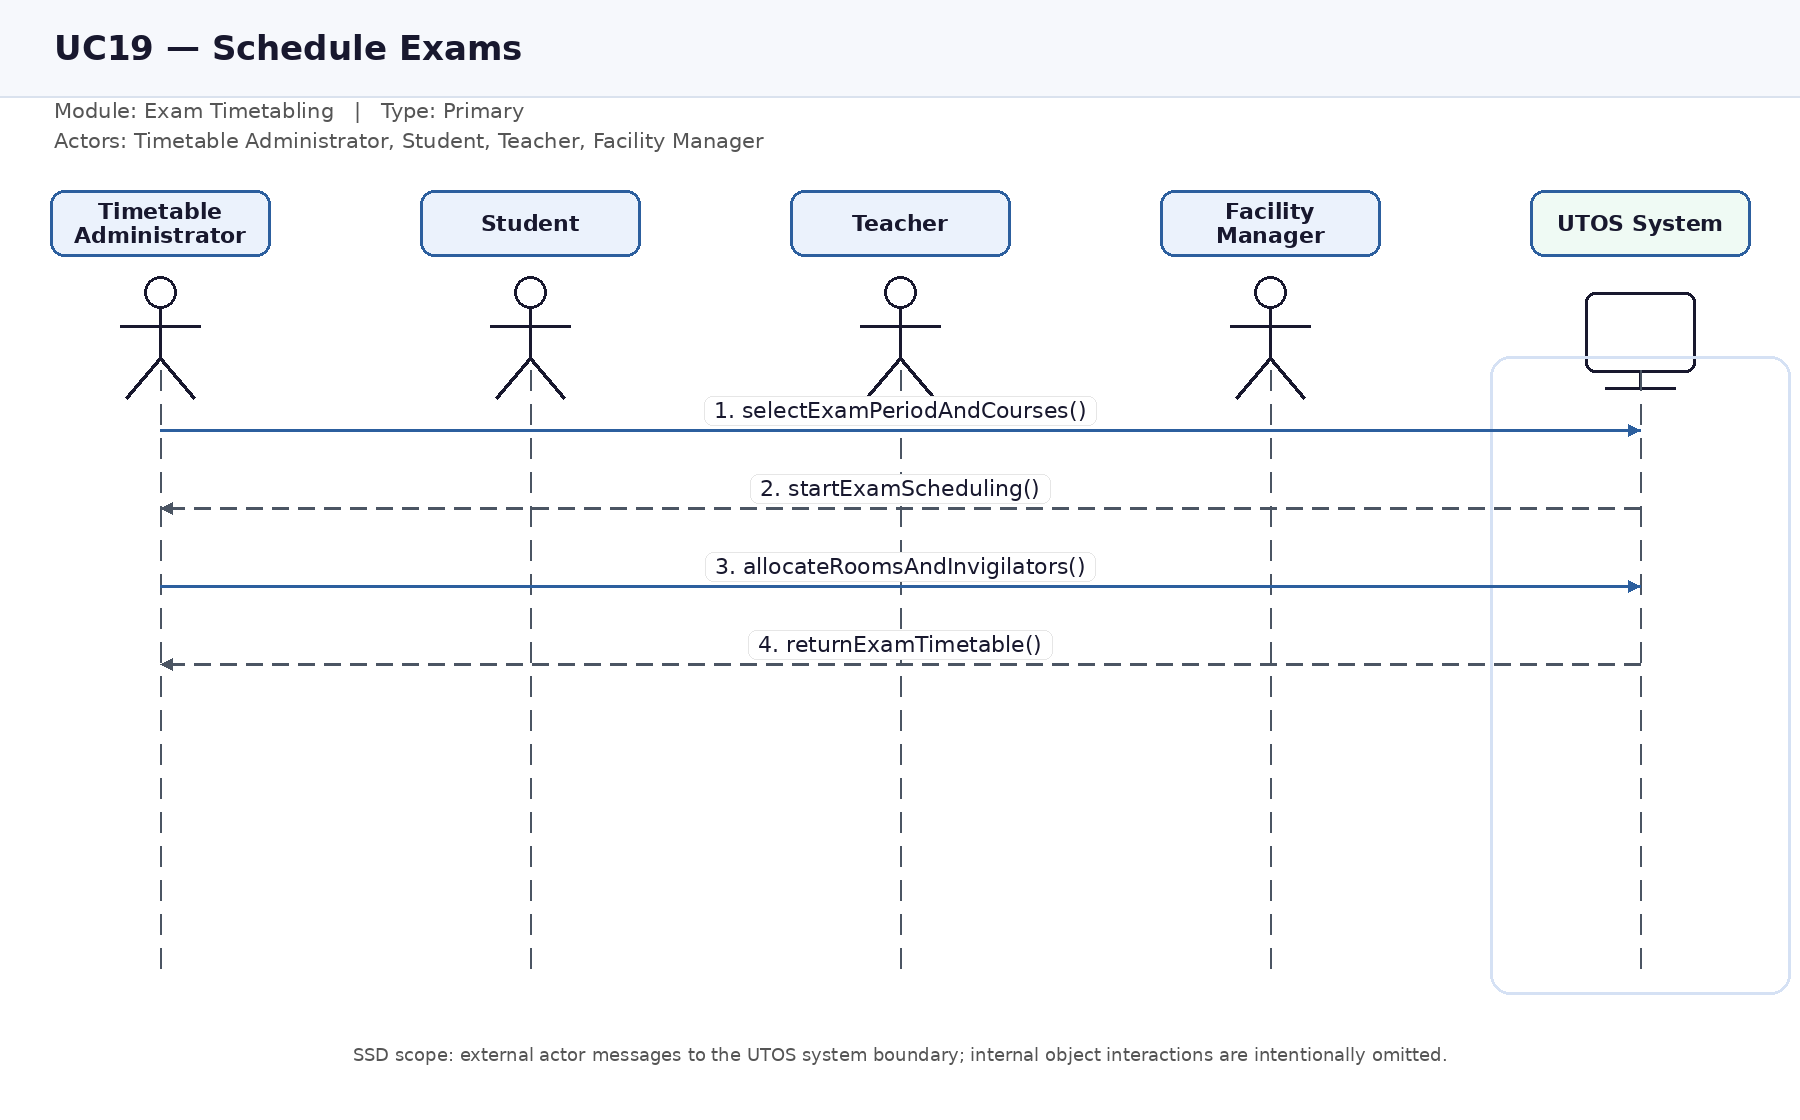 UC19 — Schedule Exams
Module: Exam Timetabling | Type: Primary
Actors: Timetable Administrator, Student, Teacher, Facility Manager
Timetable
Administrator
Student
Teacher
Facility
Manager
UTOS System
1. selectExamPeriodAndCourses()
2. startExamScheduling()
3. allocateRoomsAndInvigilators()
4. returnExamTimetable()
SSD scope: external actor messages to the UTOS system boundary; internal object interactions are intentionally omitted.